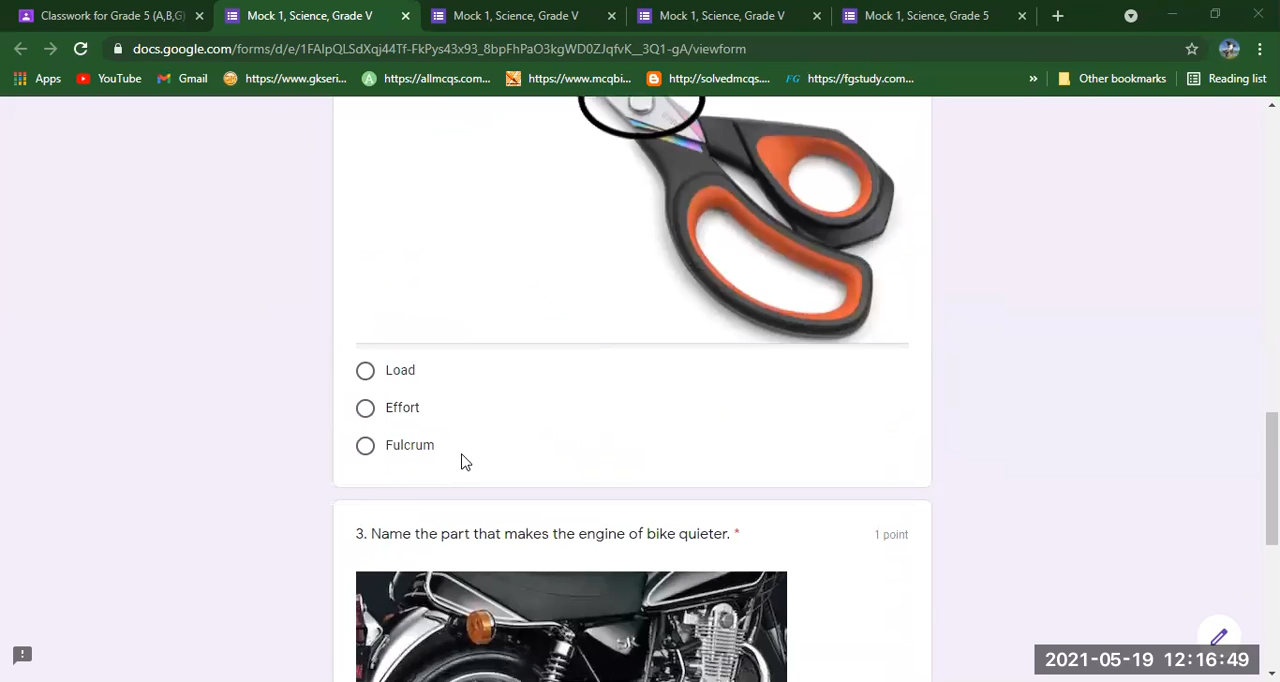 Classwork for Grade 5 (A,B,G)
Mock 1, Science, Grade V
Mock 1, Science, Grade V
Mock 1, Science, Grade V
Mock 1, Science, Grade 5
docs.google.com/forms/d/e/1FAIpQLSdXqj44Tf-FkPys43x93_8bpFhPaO3kgWD0ZJqfvK__3Q1-gA/viewform
Apps YouTube Gmail https://www.gkseri... https://allmcqs.com... https://www.mcqbi... http://solvedmcqs.... FG https://fgstudy.com... » Other bookmarks Reading list
Load
Effort
Fulcrum
3. Name the part that makes the engine of bike quieter. * 1 point
2021-05-19 12:16:49